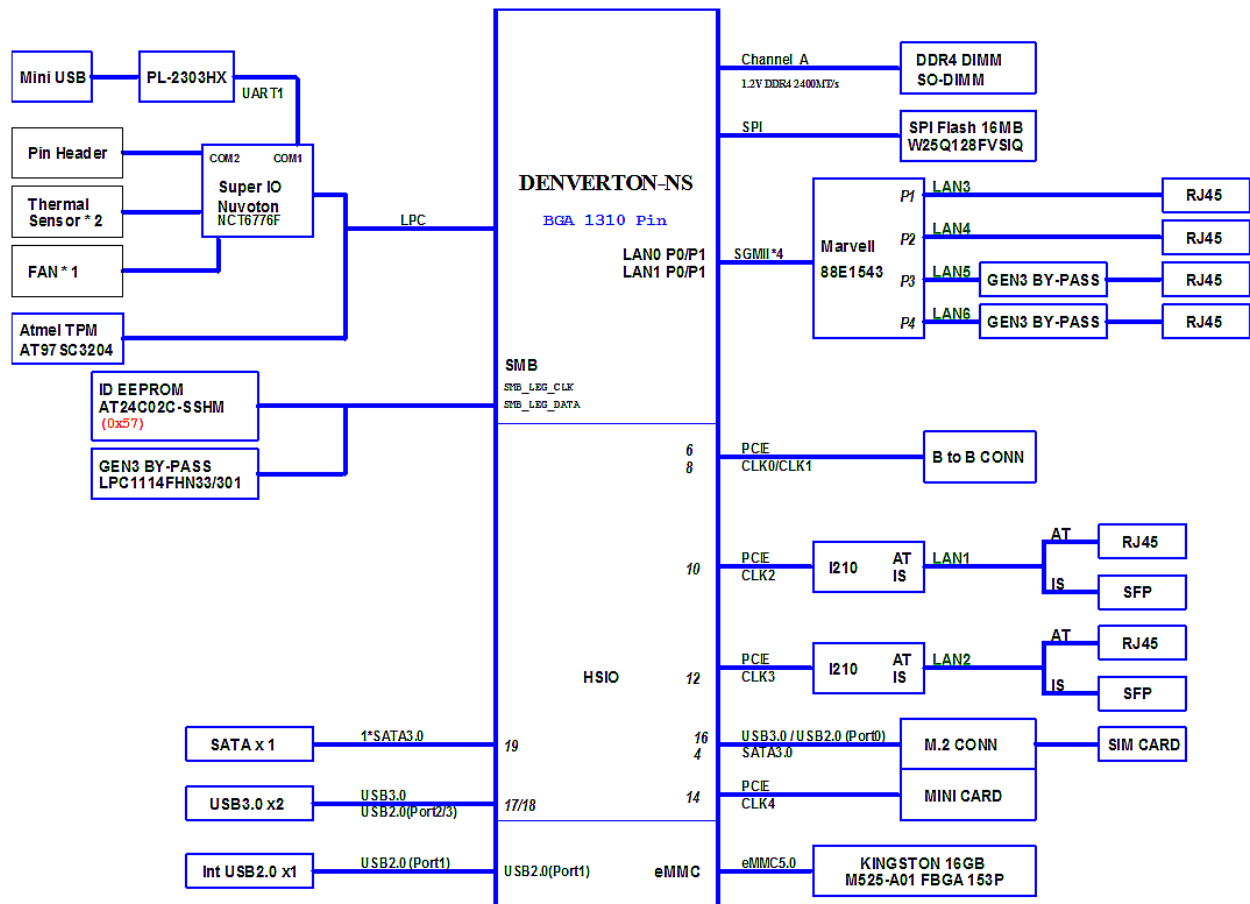 Mini USB
PL-2303HX
UART1
Pin Header
COM2
COM1
Super IO
Nuvoton
NCT6776F
Thermal
Sensor * 2
FAN * 1
Atmel TPM
AT97SC3204
LPC
ID EEPROM
AT24C02C-SSHM
(0x57)
GEN3 BY-PASS
LPC1114FHN33/301
SATA x 1
1*SATA3.0
USB3.0 x2
USB3.0
USB2.0(Port2/3)
Int USB2.0 x1
USB2.0 (Port1)
DENVERTON-NS
BGA 1310 Pin
LAN0 P0/P1
LAN1 P0/P1
SMB
SMB_LEG_CLK
SMB_LEG_DATA
6
8
10
HSIO
12
19
16
4
17/18
14
USB2.0(Port1)
eMMC
Channel A
1.2V DDR4 2400MT/s
DDR4 DIMM
SO-DIMM
SPI
SPI Flash 16MB
W25Q128FVSIQ
SGMII*4
Marvell
88E1543
P1
LAN3
RJ45
P2
LAN4
RJ45
P3
LAN5
GEN3 BY-PASS
RJ45
P4
LAN6
GEN3 BY-PASS
RJ45
PCIE
CLK0/CLK1
B to B CONN
PCIE
CLK2
I210
AT
IS
LAN1
AT
RJ45
IS
SFP
PCIE
CLK3
I210
AT
IS
LAN2
AT
RJ45
IS
SFP
USB3.0 / USB2.0 (Port0)
SATA3.0
M.2 CONN
SIM CARD
PCIE
CLK4
MINI CARD
eMMC5.0
KINGSTON 16GB
M525-A01 FBGA 153P